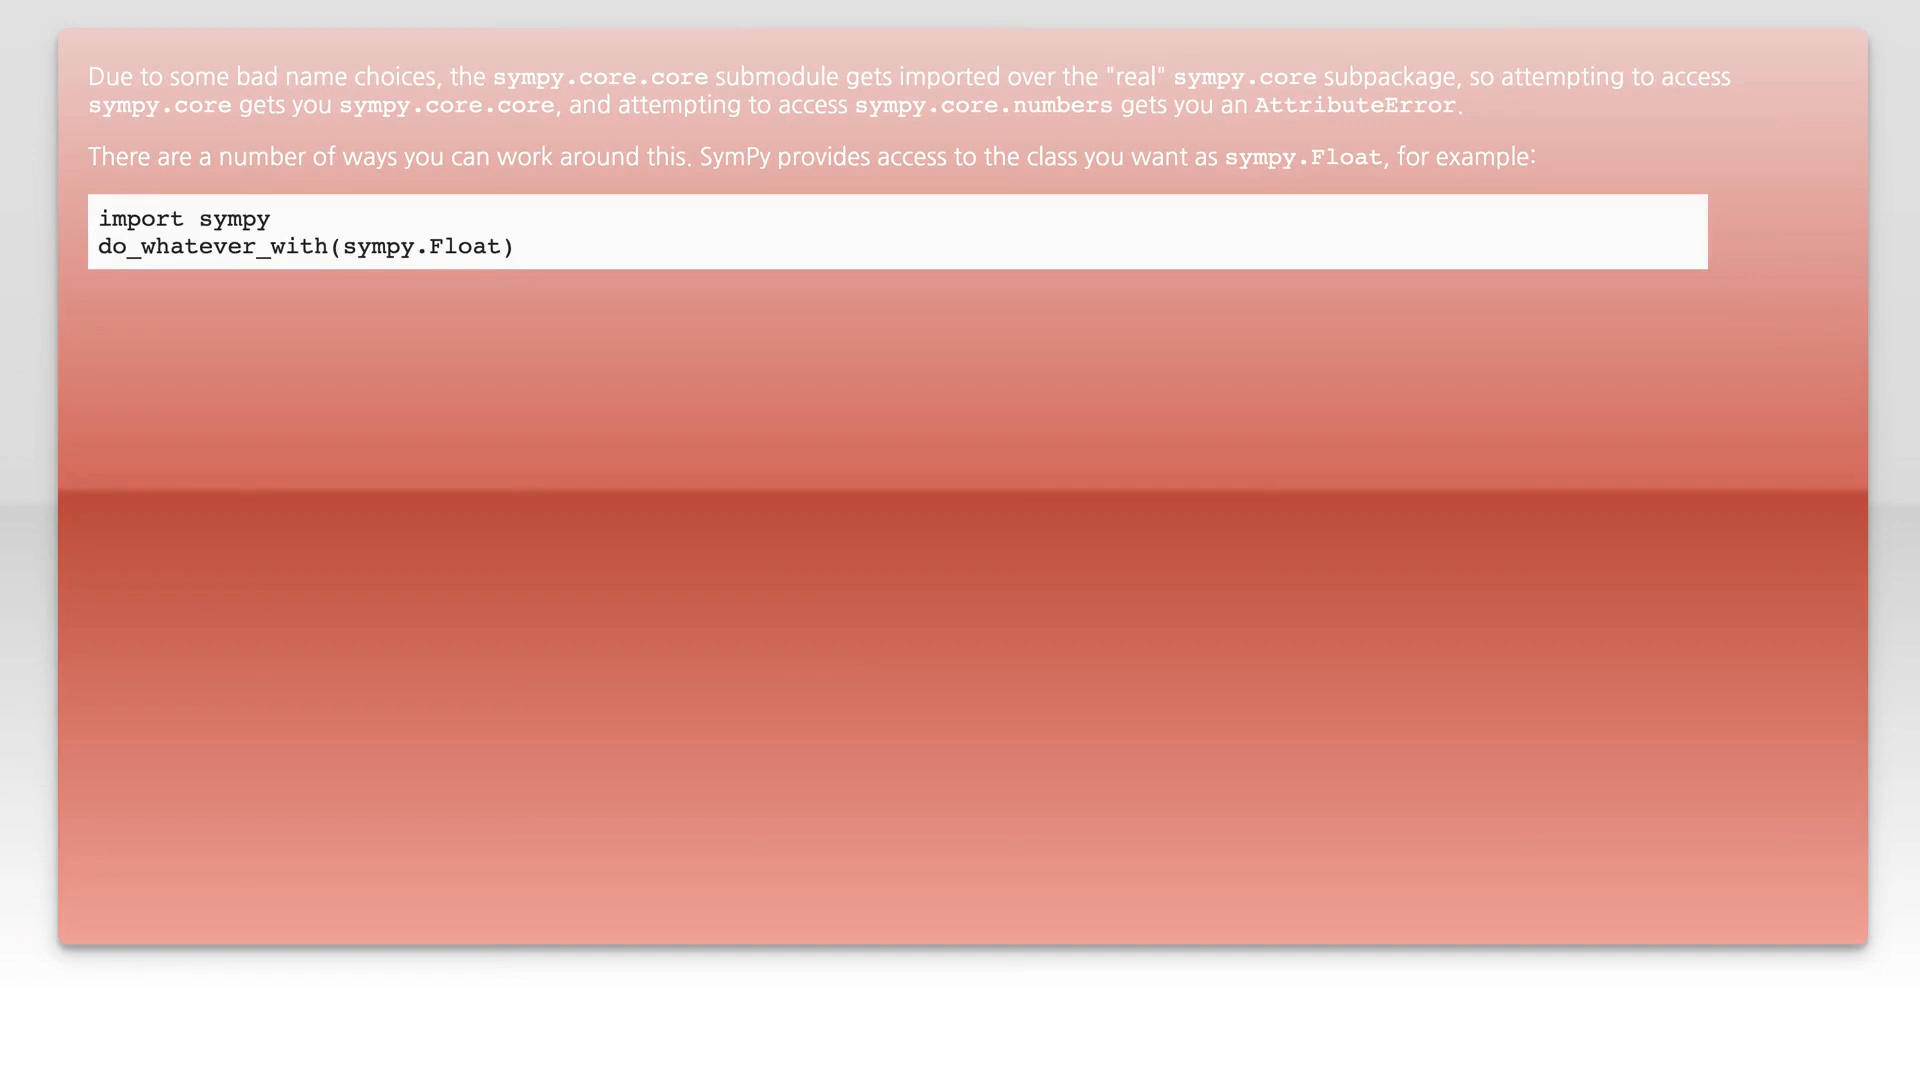 Due to some bad name choices, the sympy.core.core submodule gets imported over the "real" sympy.core subpackage, so attempting to access
sympy.core gets you sympy.core.core, and attempting to access sympy.core.numbers gets you an AttributeError.
There are a number of ways you can work around this. SymPy provides access to the class you want as sympy.Float, for example:
import sympy
do_whatever_with(sympy.Float)